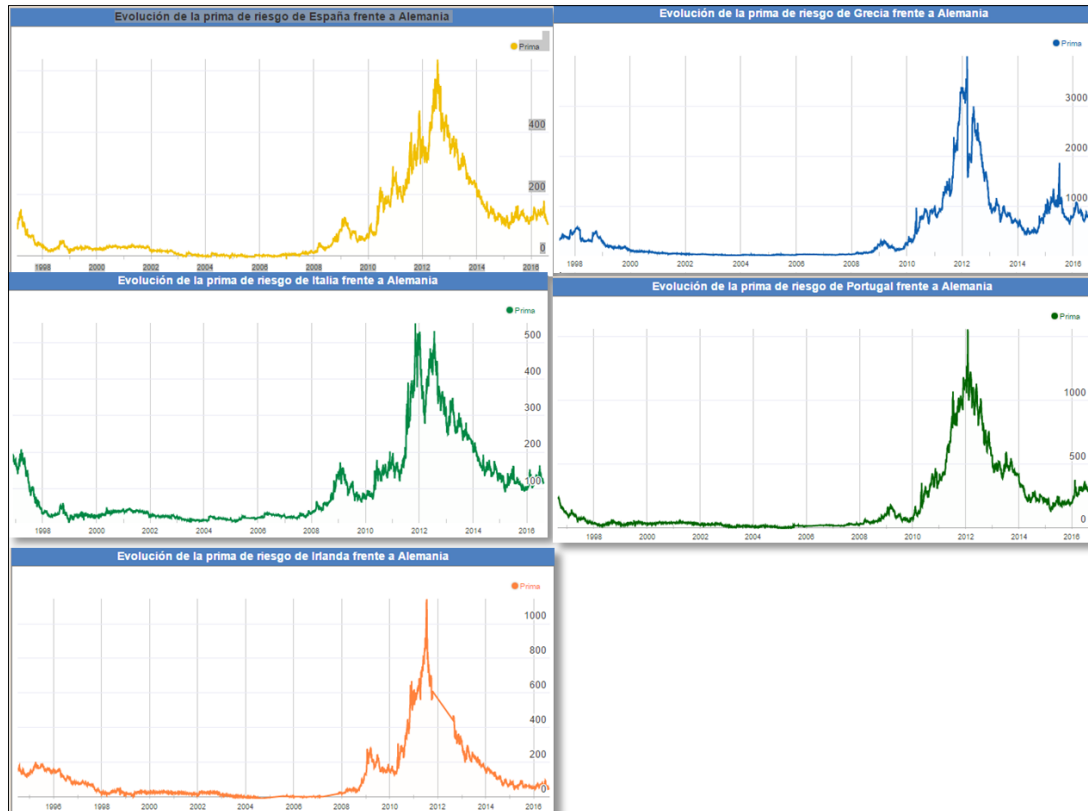 Evolución de la prima de riesgo de España frente a Alemania
Prima
400
200
0
1998 2000 2002 2004 2006 2008 2010 2012 2014 2016
Evolución de la prima de riesgo de Grecia frente a Alemania
Prima
3000
2000
1000
1998 2000 2002 2004 2006 2008 2010 2012 2014 2016
Evolución de la prima de riesgo de Italia frente a Alemania
Prima
500
400
300
200
100
1998 2000 2002 2004 2006 2008 2010 2012 2014 2016
Evolución de la prima de riesgo de Portugal frente a Alemania
Prima
1000
500
0
1998 2000 2002 2004 2006 2008 2010 2012 2014 2016
Evolución de la prima de riesgo de Irlanda frente a Alemania
Prima
1000
800
600
400
200
0
1996 1998 2000 2002 2004 2006 2008 2010 2012 2014 2016